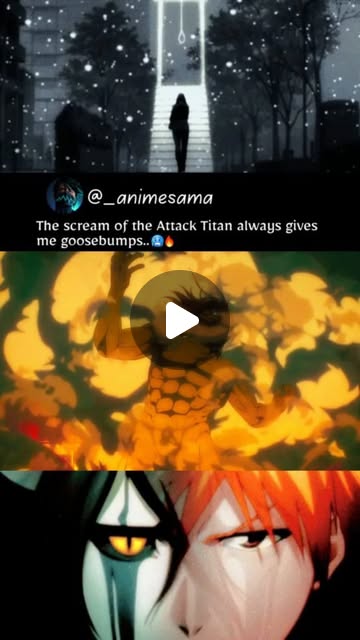 @_animesama
The scream of the Attack Titan always gives
me goosebumps..🥶🔥